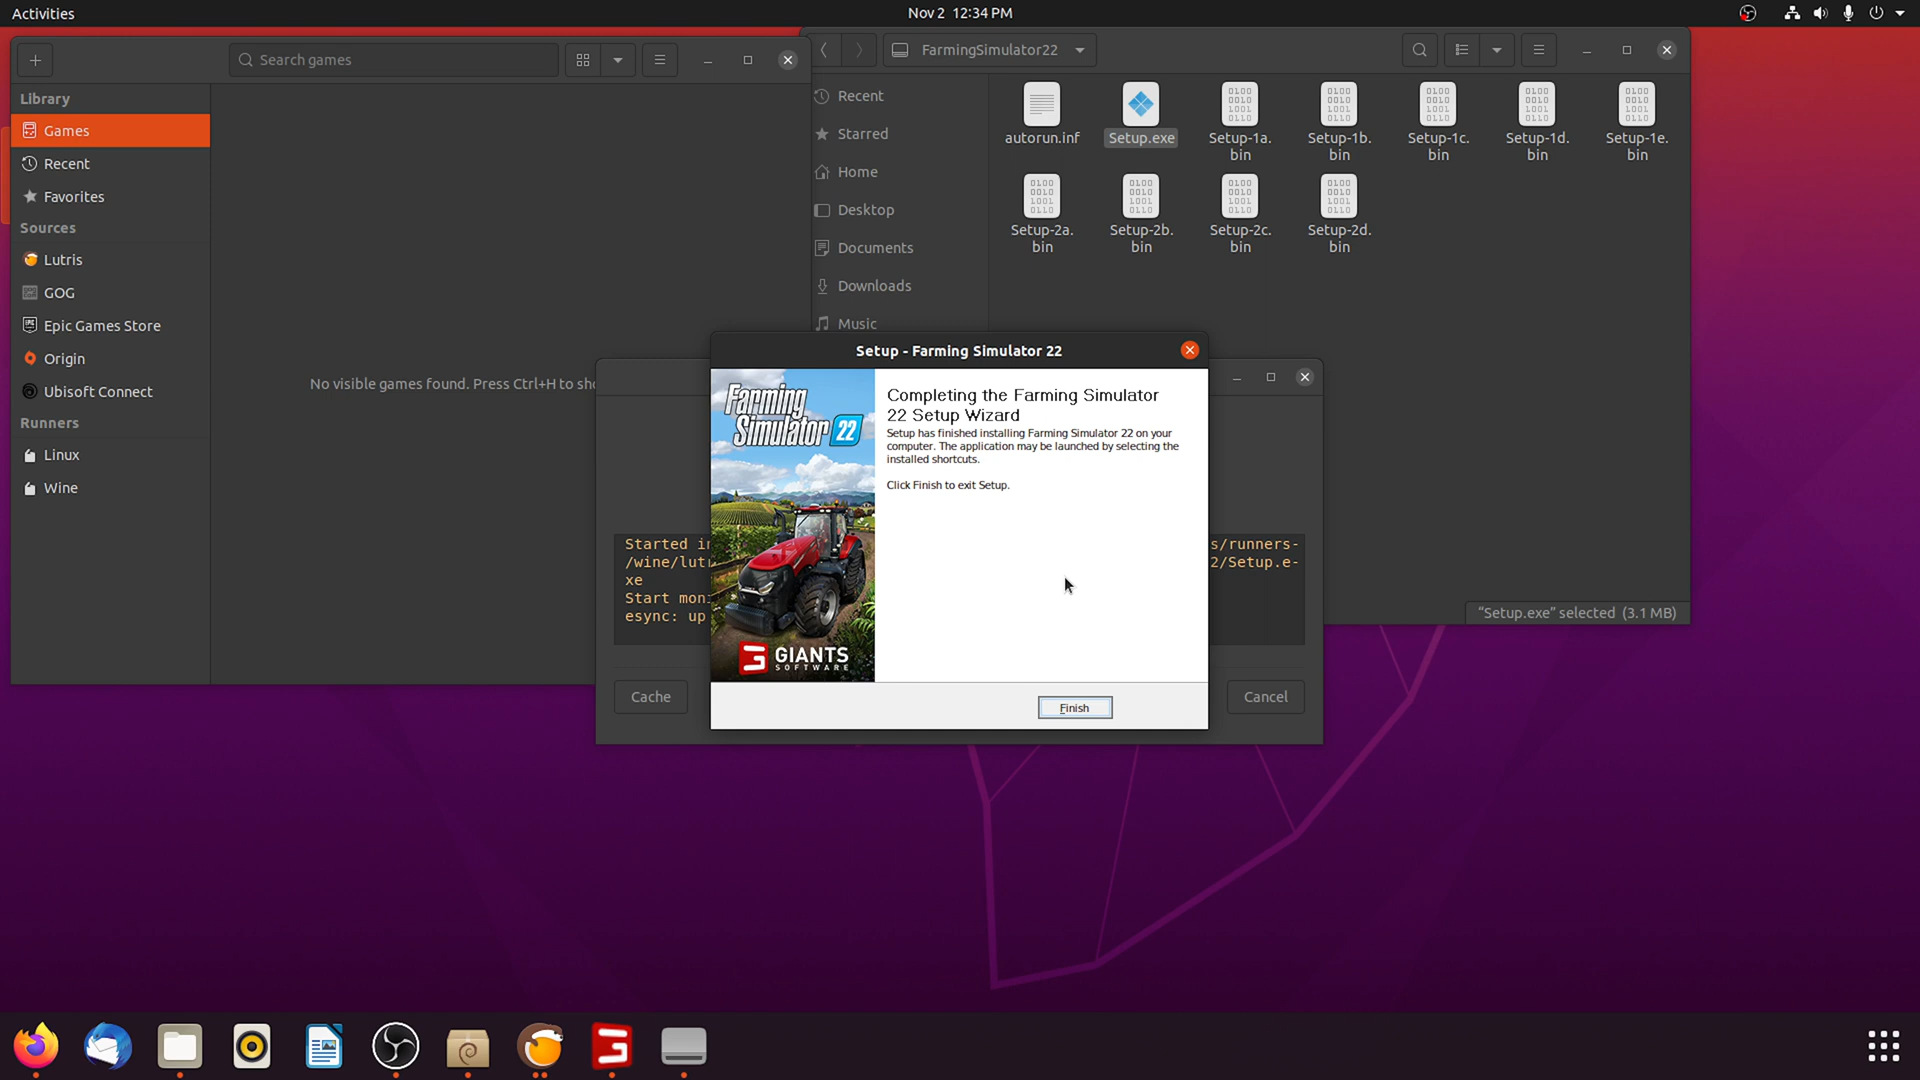 Activities
Nov 2 12:34 PM
Search games
Library
Games
Recent
Favorites
Sources
Lutris
GOG
Epic Games Store
Origin
Ubisoft Connect
Runners
Linux
Wine
No visible games found. Press Ctrl+H to sho
FarmingSimulator22
Recent
Starred
Home
Desktop
Documents
Downloads
Music
autorun.inf
Setup.exe
Setup-1a.
bin
Setup-1b.
bin
Setup-1c.
bin
Setup-1d.
bin
Setup-1e.
bin
Setup-2a.
bin
Setup-2b.
bin
Setup-2c.
bin
Setup-2d.
bin
"Setup.exe" selected (3.1 MB)
Setup - Farming Simulator 22
Farming
Simulator 22
GIANTS
SOFTWARE
Completing the Farming Simulator
22 Setup Wizard
Setup has finished installing Farming Simulator 22 on your
computer. The application may be launched by selecting the
installed shortcuts.
Click Finish to exit Setup.
Finish
Started in
s/runners-
/wine/lutr
2/Setup.e-
xe
Start moni
esync: up
Cache
Cancel